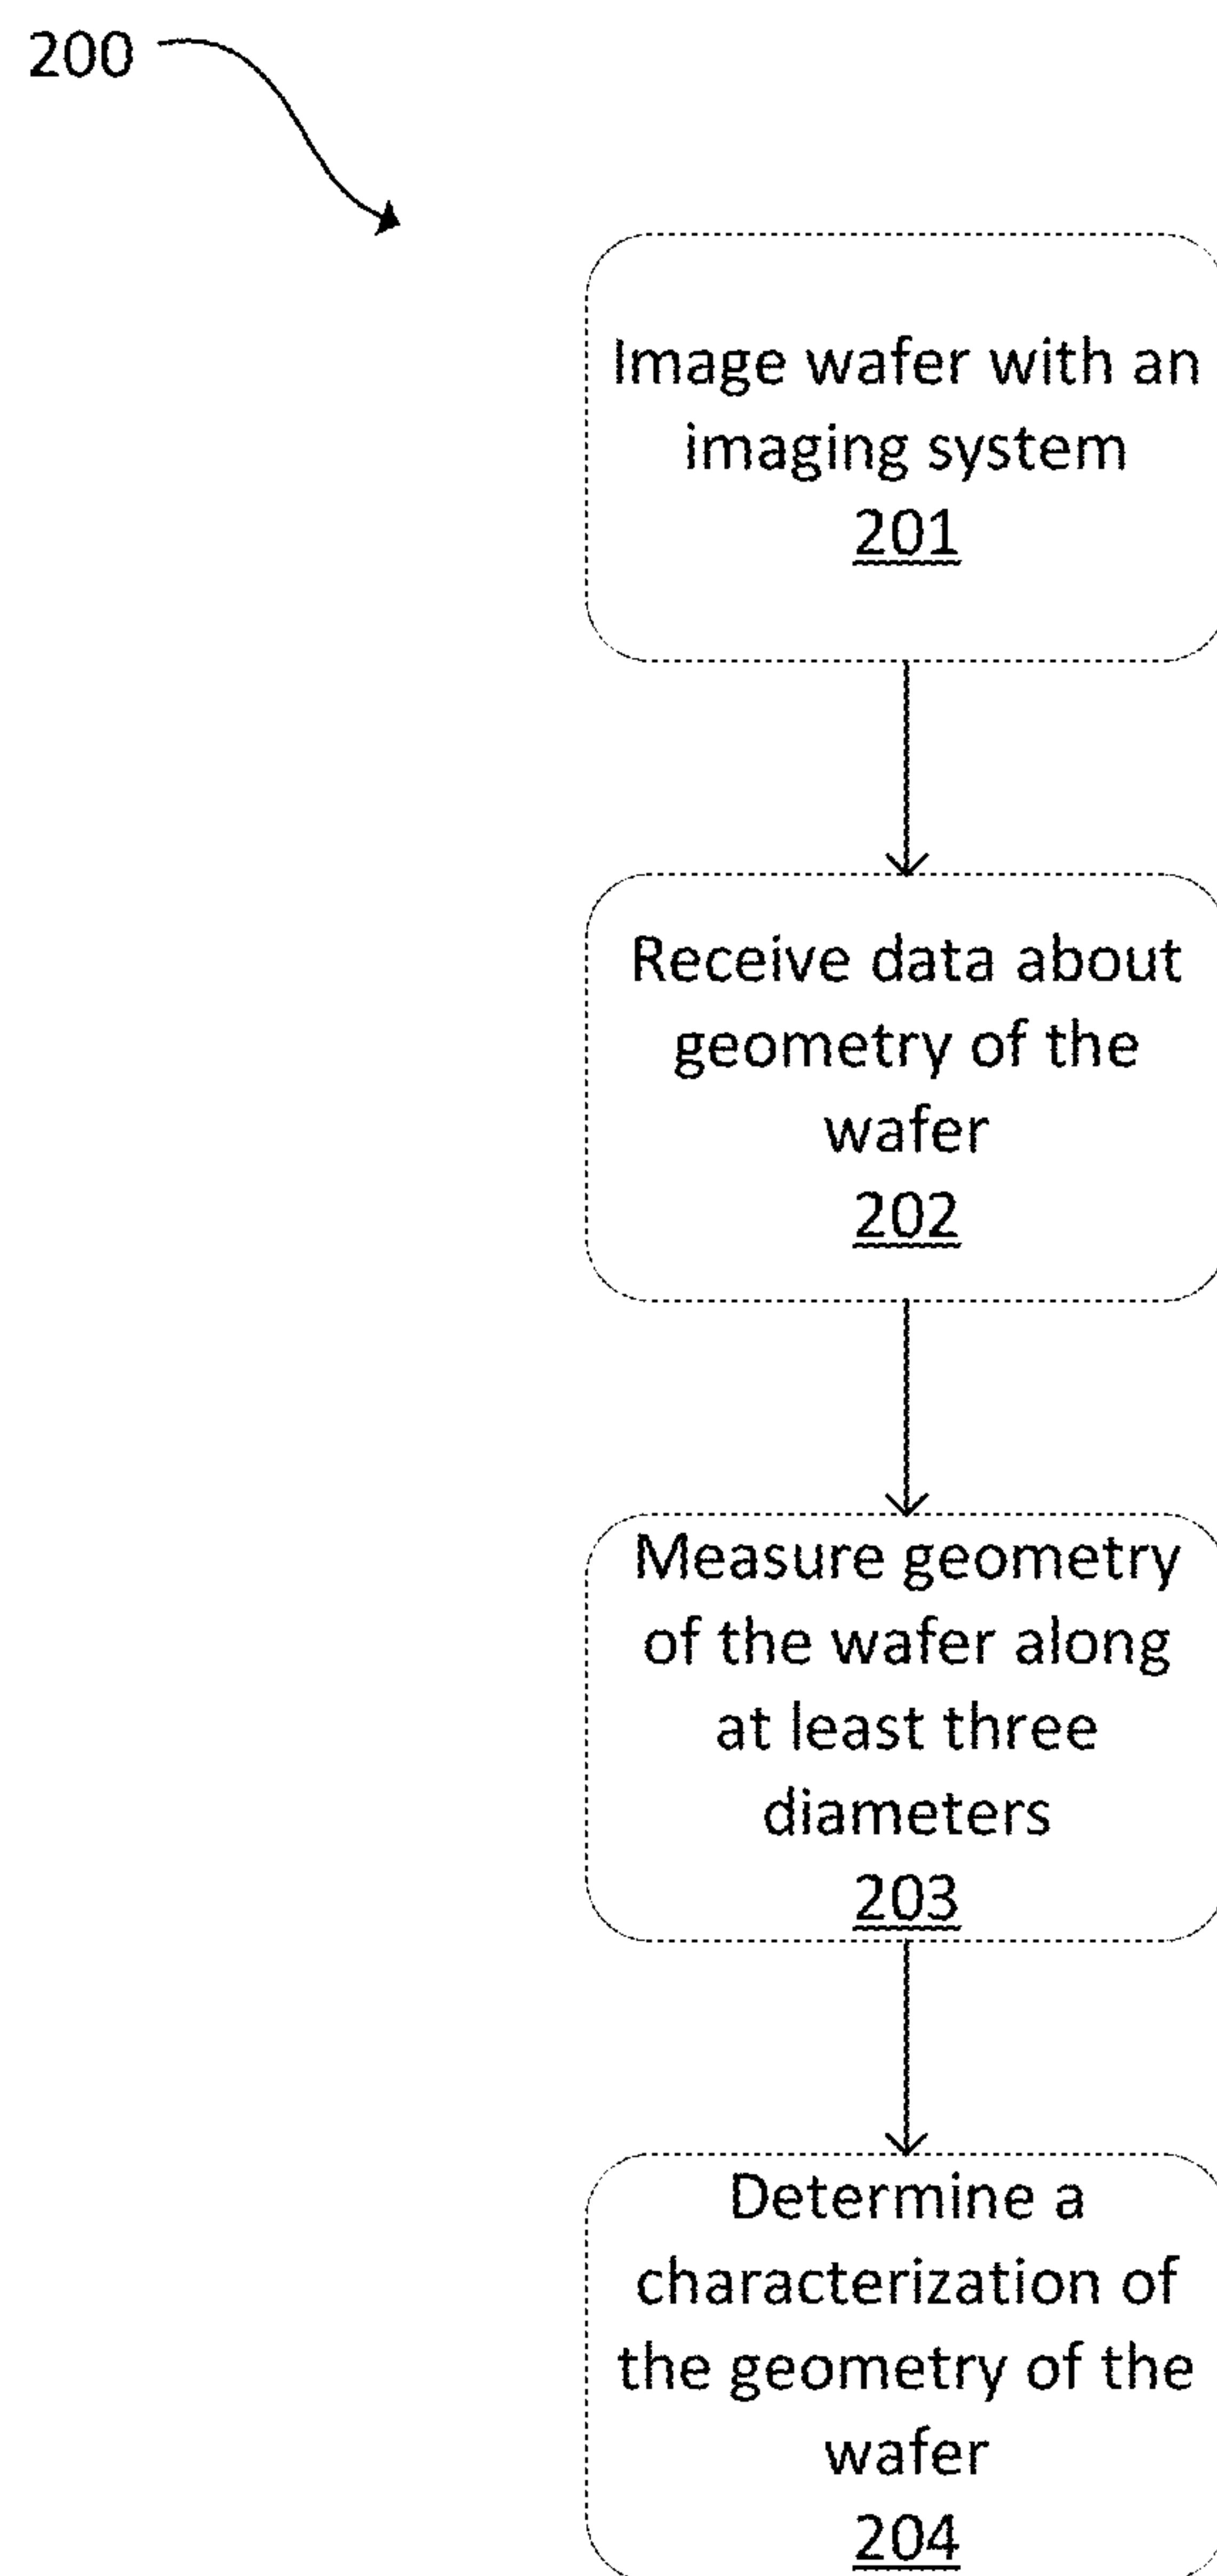 200
Image wafer with an
imaging system
201
Receive data about
geometry of the
wafer
202
Measure geometry
of the wafer along
at least three
diameters
203
Determine a
characterization of
the geometry of the
wafer
204